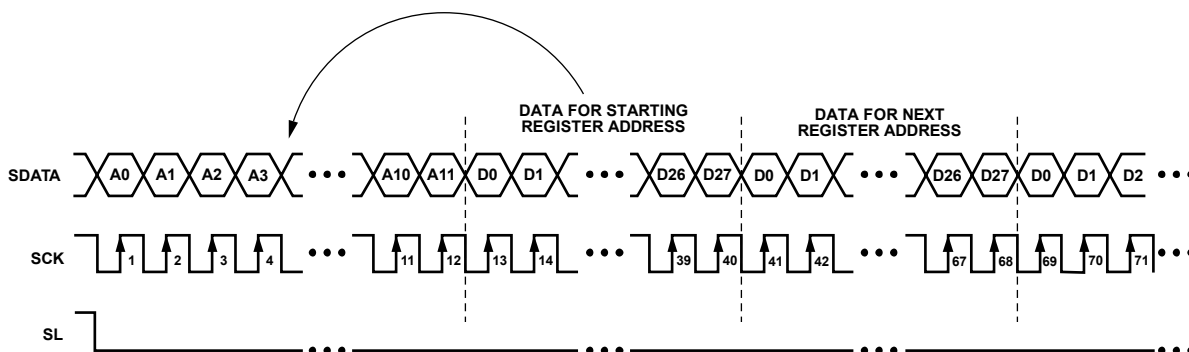 DATA FOR STARTING
REGISTER ADDRESS
DATA FOR NEXT
REGISTER ADDRESS
SDATA A0 A1 A2 A3 A10 A11 D0 D1 D26 D27 D0 D1 D26 D27 D0 D1 D2
SCK 1 2 3 4 11 12 13 14 39 40 41 42 67 68 69 70 71
SL